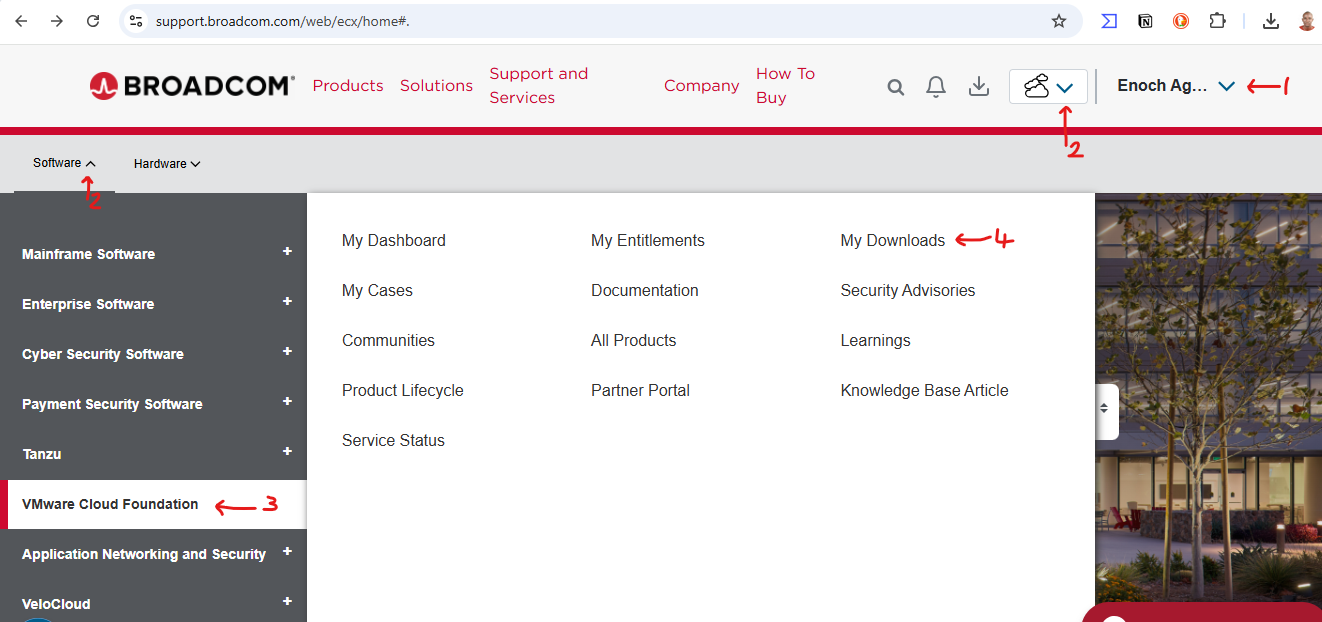 support.broadcom.com/web/ecx/home#.
BROADCOM®
Products
Solutions
Support and
Services
Company
How To
Buy
Enoch Ag...
1
2
Software
Hardware
2
Mainframe Software +
Enterprise Software +
Cyber Security Software +
Payment Security Software +
Tanzu +
VMware Cloud Foundation
3
Application Networking and Security +
VeloCloud +
My Dashboard
My Entitlements
My Downloads
4
My Cases
Documentation
Security Advisories
Communities
All Products
Learnings
Product Lifecycle
Partner Portal
Knowledge Base Article
Service Status